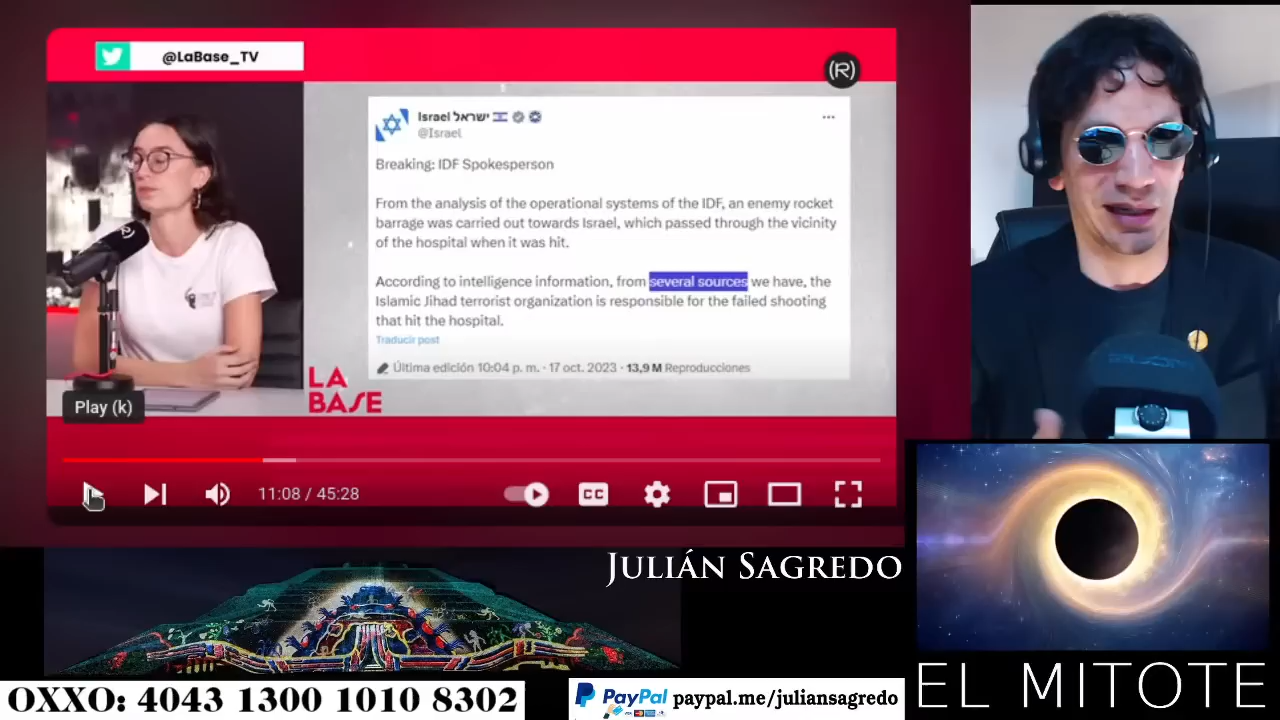 @LaBase_TV
(R)
Israel ישראל
@Israel
Breaking: IDF Spokesperson
From the analysis of the operational systems of the IDF, an enemy rocket
barrage was carried out towards Israel, which passed through the vicinity
of the hospital when it was hit.
According to intelligence information, from several sources we have, the
Islamic Jihad terrorist organization is responsible for the failed shooting
that hit the hospital.
Traducir post
Última edición 10:04 p. m. · 17 oct. 2023 · 13,9 M Reproducciones
LA
BASE
Play (k)
11:08 / 45:28
CC
JULIÁN SAGREDO
EL MITOTE
OXXO: 4043 1300 1010 8302
PayPal paypal.me/juliansagredo